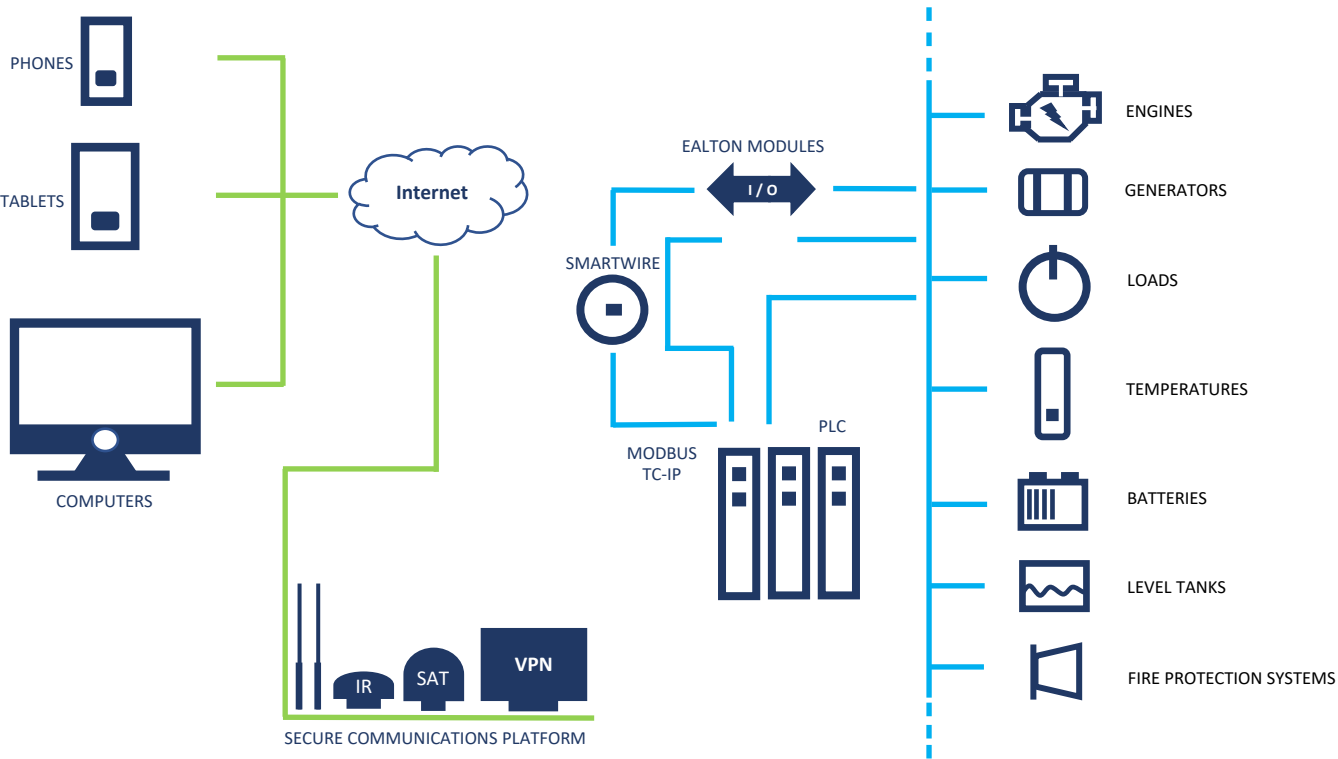 PHONES
TABLETS
COMPUTERS
Internet
IR
SAT
VPN
SECURE COMMUNICATIONS PLATFORM
EALTON MODULES
I / O
SMARTWIRE
MODBUS
TC-IP
PLC
ENGINES
GENERATORS
LOADS
TEMPERATURES
BATTERIES
LEVEL TANKS
FIRE PROTECTION SYSTEMS